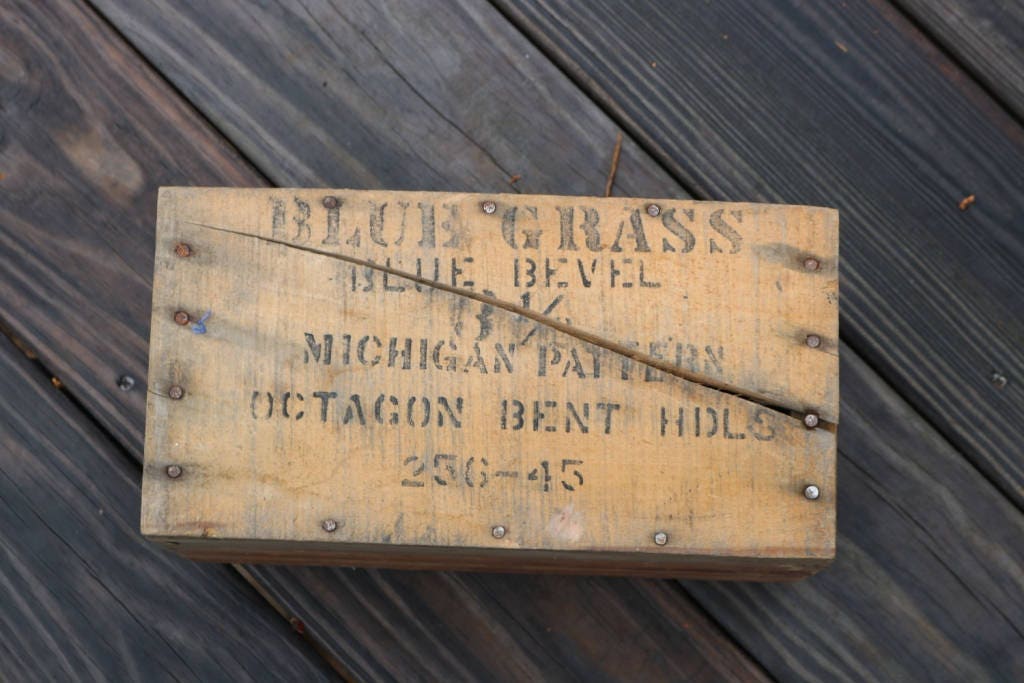 BLUE GRASS
BLUE BEVEL
3 ½
MICHIGAN PATTERN
OCTAGON BENT HDLS
256-45